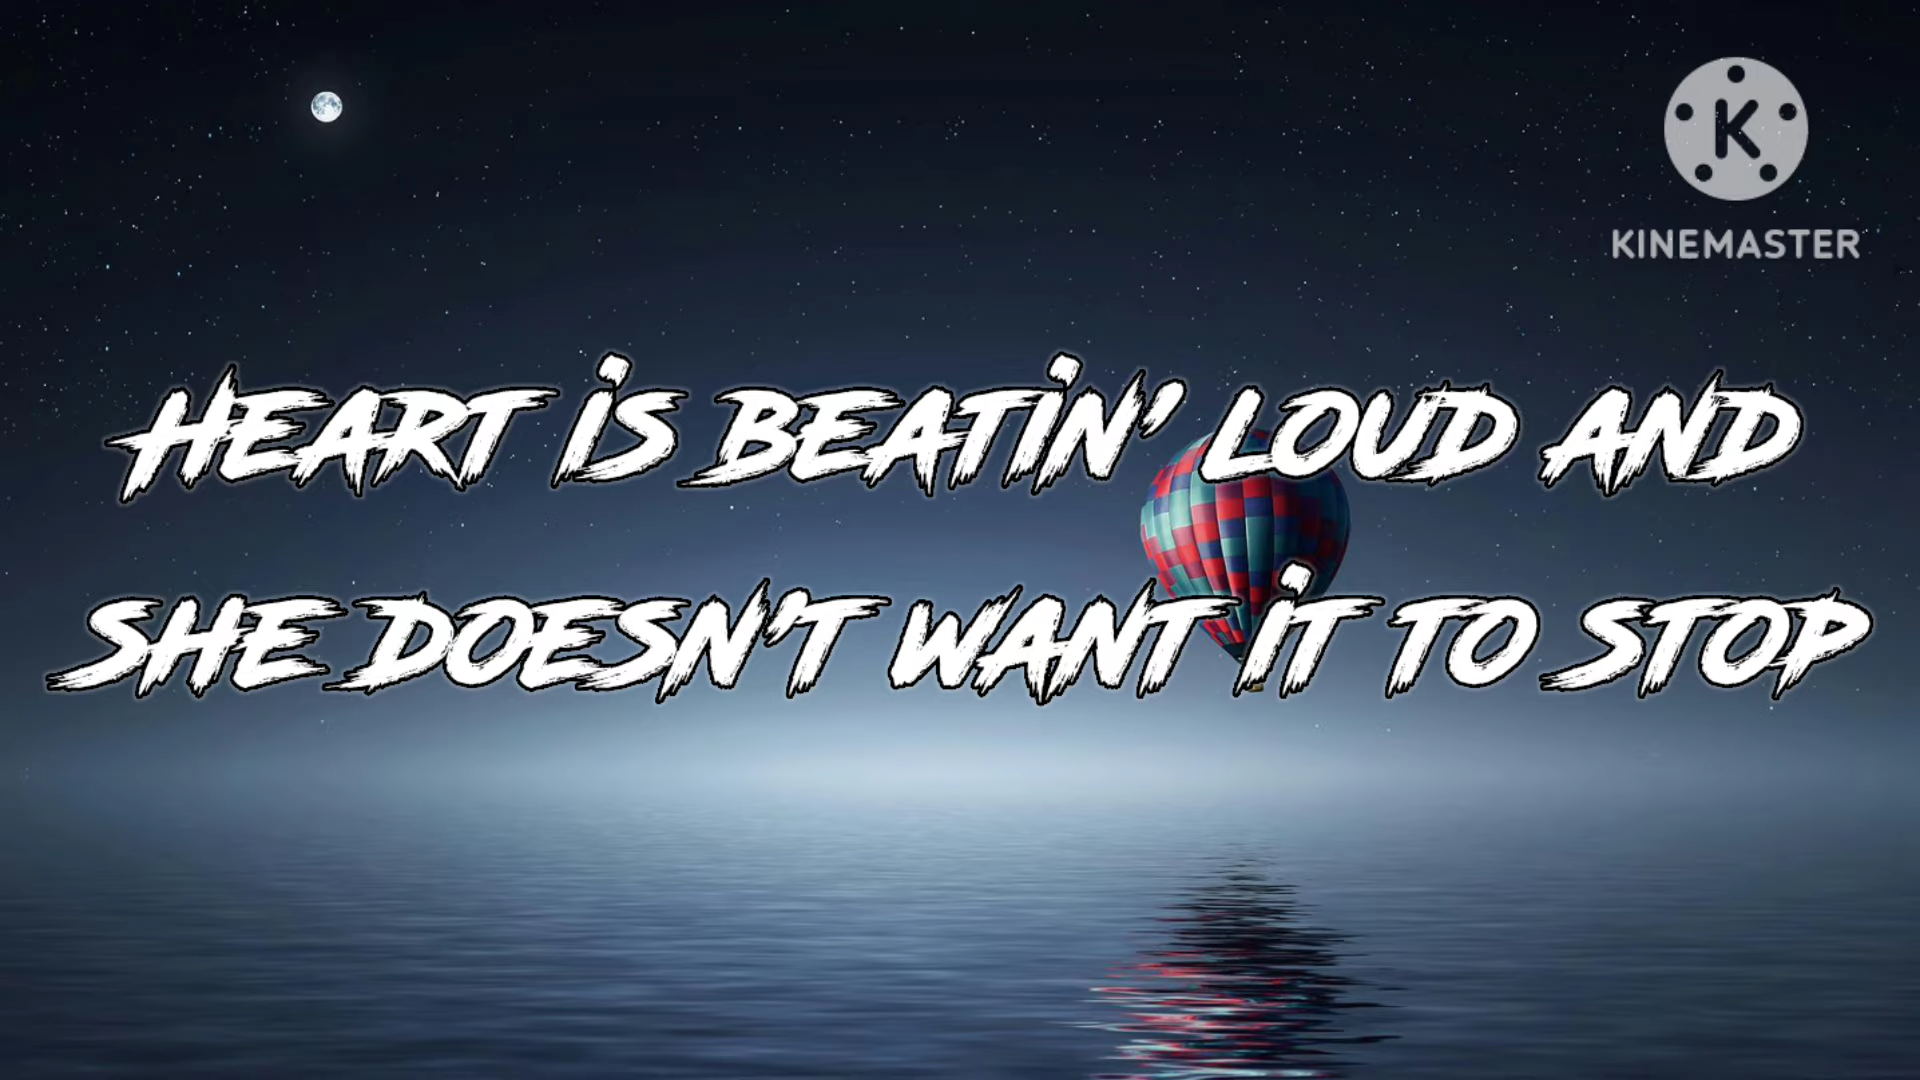 K
KINEMASTER
HEART IS BEATIN' LOUD AND
SHE DOESN'T WANT IT TO STOP